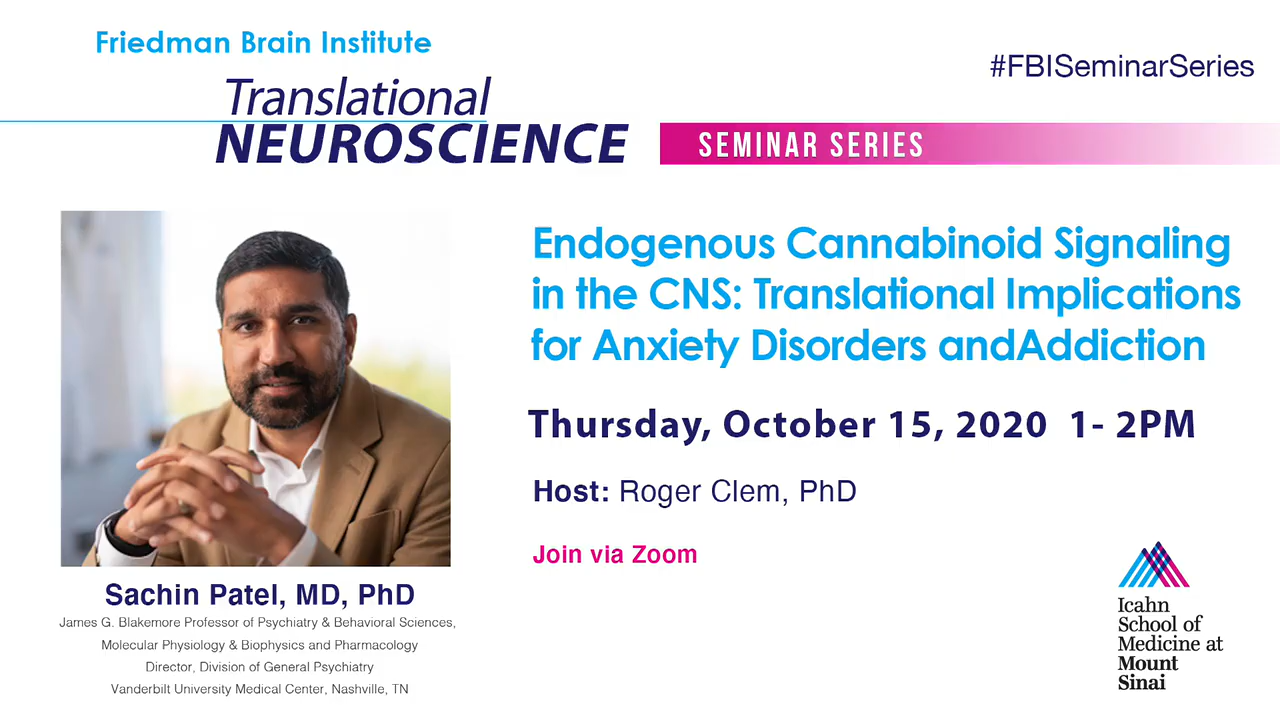 Friedman Brain Institute
Translational
NEUROSCIENCE
SEMINAR SERIES
#FBISeminarSeries
Endogenous Cannabinoid Signaling
in the CNS: Translational Implications
for Anxiety Disorders andAddiction
Thursday, October 15, 2020 1- 2PM
Host: Roger Clem, PhD
Join via Zoom
Sachin Patel, MD, PhD
James G. Blakemore Professor of Psychiatry & Behavioral Sciences,
Molecular Physiology & Biophysics and Pharmacology
Director, Division of General Psychiatry
Vanderbilt University Medical Center, Nashville, TN
Icahn
School of
Medicine at
Mount
Sinai